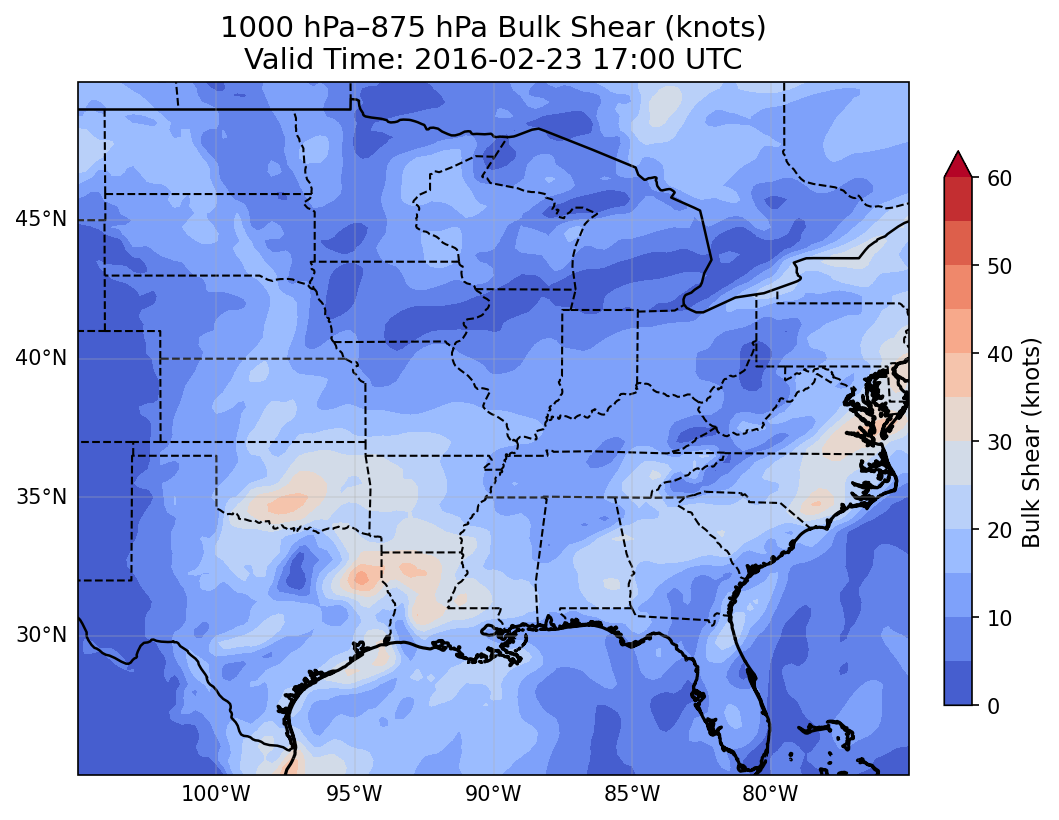 1000 hPa–875 hPa Bulk Shear (knots)
Valid Time: 2016-02-23 17:00 UTC
45°N
40°N
35°N
30°N
100°W
95°W
90°W
85°W
80°W
60
50
40
30
20
10
0
Bulk Shear (knots)